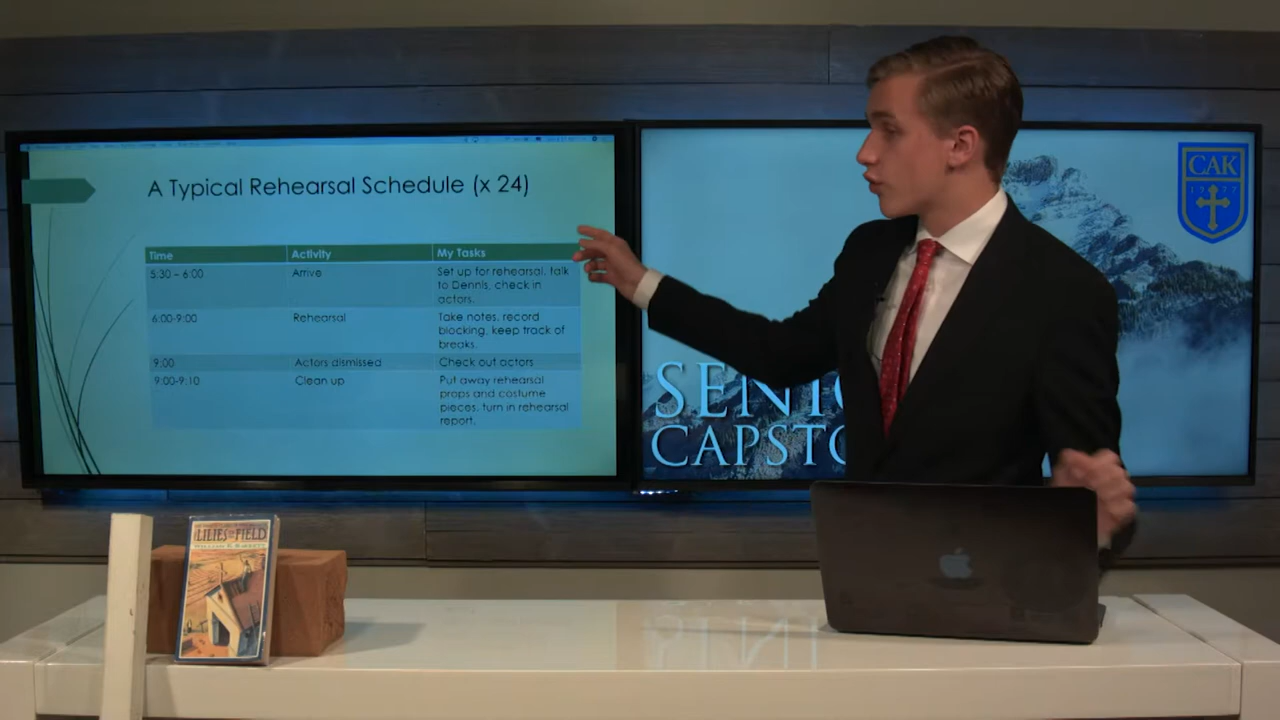 A Typical Rehearsal Schedule (x 24)
Time
Activity
My Tasks
5:30 – 6:00
Arrive
Set up for rehearsal, talk
to Dennis, check in
actors.
6:00-9:00
Rehearsal
Take notes, record
blocking, keep track of
breaks.
9:00
Actors dismissed
Check out actors
9:00-9:10
Clean up
Put away rehearsal
props and costume
pieces, turn in rehearsal
report.
CAK
1977
SENIO
CAPSTO
LILIES OF THE FIELD
WILLIAM E. BARRETT